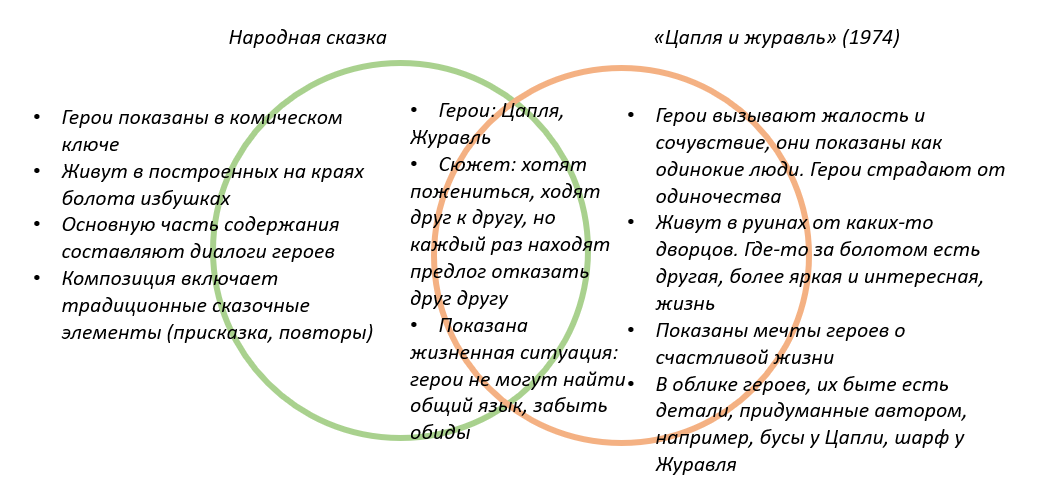 Народная сказка
«Цапля и журавль» (1974)
• Герои показаны в комическом
ключе
• Живут в построенных на краях
болота избушках
• Основную часть содержания
составляют диалоги героев
• Композиция включает
традиционные сказочные
элементы (присказка, повторы)
• Герои: Цапля,
Журавль
• Сюжет: хотят
пожениться, ходят
друг к другу, но
каждый раз находят
предлог отказать
друг другу
• Показана
жизненная ситуация:
герои не могут найти
общий язык, забыть
обиды
• Герои вызывают жалость и
сочувствие, они показаны как
одинокие люди. Герои страдают от
одиночества
• Живут в руинах от каких-то
дворцов. Где-то за болотом есть
другая, более яркая и интересная,
жизнь
• Показаны мечты героев о
счастливой жизни
• В облике героев, их быте есть
детали, придуманные автором,
например, бусы у Цапли, шарф у
Журавля